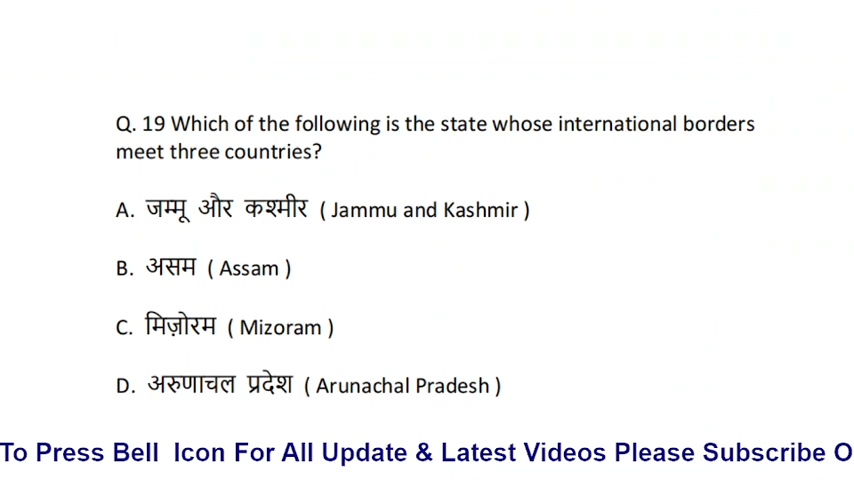 Q. 19 Which of the following is the state whose international borders
meet three countries?
A. जम्मू और कश्मीर ( Jammu and Kashmir )
B. असम ( Assam )
C. मिज़ोरम ( Mizoram )
D. अरुणाचल प्रदेश ( Arunachal Pradesh )
To Press Bell Icon For All Update & Latest Videos Please Subscribe O